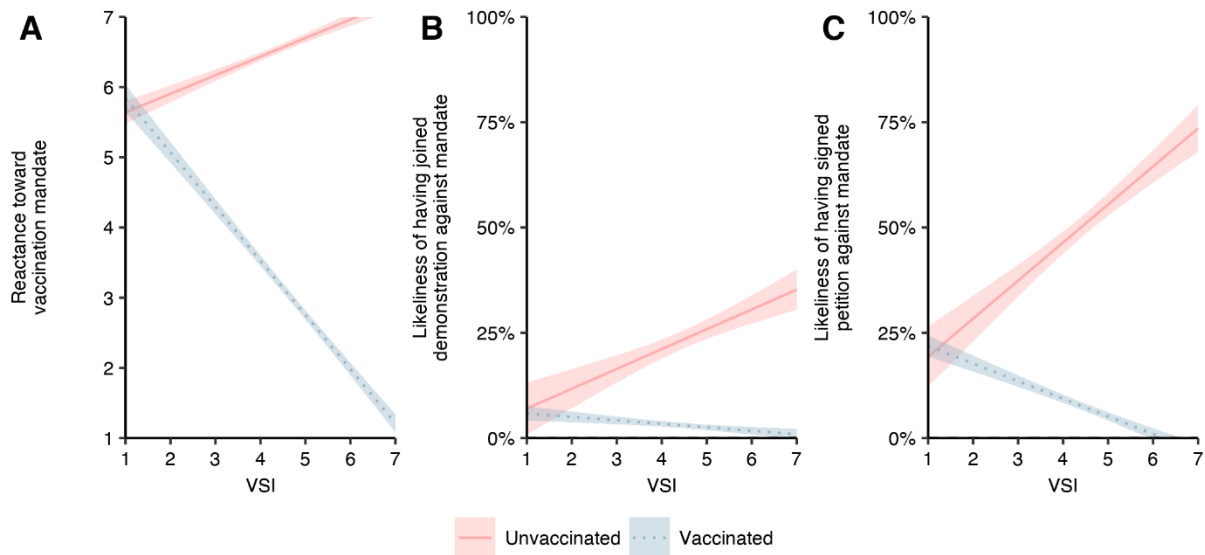 A
Reactance toward
vaccination mandate
7
6
5
4
3
2
1
1 2 3 4 5 6 7
VSI
B
Likeliness of having joined
demonstration against mandate
100%
75%
50%
25%
0%
1 2 3 4 5 6 7
VSI
C
Likeliness of having signed
petition against mandate
100%
75%
50%
25%
0%
1 2 3 4 5 6 7
VSI
Unvaccinated Vaccinated